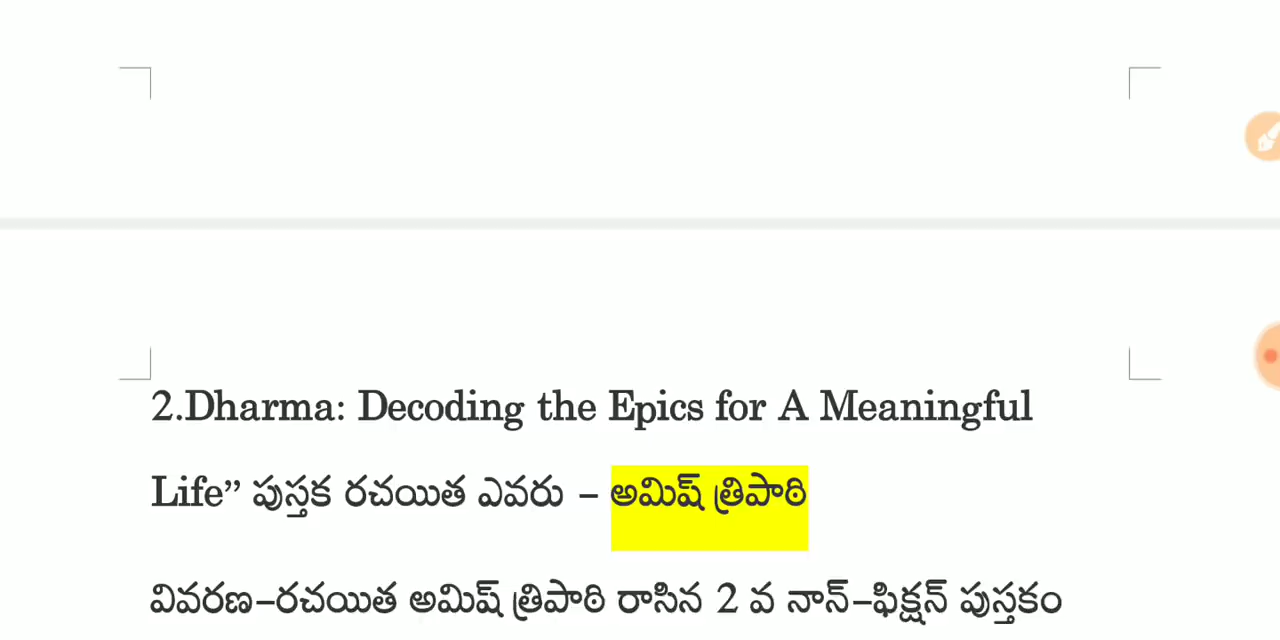 2.Dharma: Decoding the Epics for A Meaningful
Life” పుస్తక రచయిత ఎవరు – అమిష్ త్రిపాఠి
వివరణ–రచయిత అమిష్ త్రిపాఠి రాసిన 2 వ నాన్–ఫిక్షన్ పుస్తకం